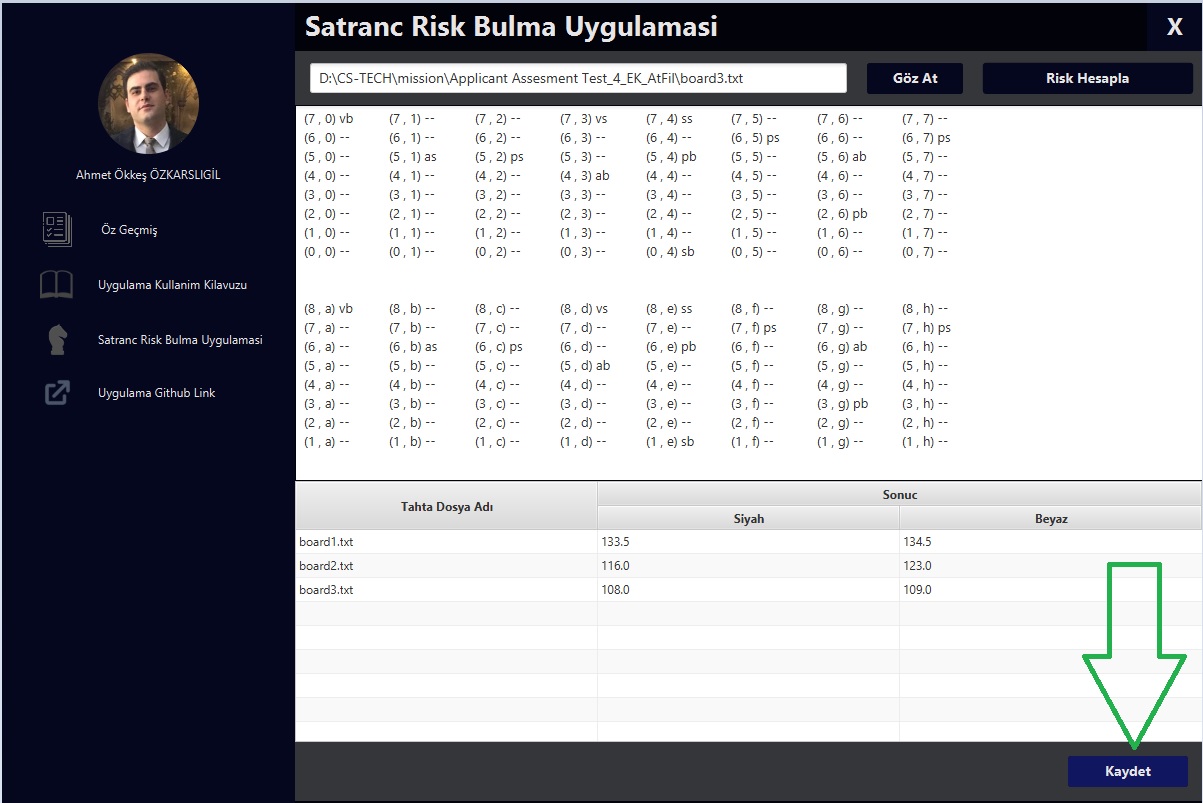 Satranc Risk Bulma Uygulamasi
X
D:\CS-TECH\mission\Applicant Assesment Test_4_EK_AtFil\board3.txt
Göz At
Risk Hesapla
Ahmet Ökkeş ÖZKARSLIGİL
Öz Geçmiş
Uygulama Kullanim Kilavuzu
Satranc Risk Bulma Uygulamasi
Uygulama Github Link
(7 , 0) vb (7 , 1) -- (7 , 2) -- (7 , 3) vs (7 , 4) ss (7 , 5) -- (7 , 6) -- (7 , 7) --
(6 , 0) -- (6 , 1) -- (6 , 2) -- (6 , 3) -- (6 , 4) -- (6 , 5) ps (6 , 6) -- (6 , 7) ps
(5 , 0) -- (5 , 1) as (5 , 2) ps (5 , 3) -- (5 , 4) pb (5 , 5) -- (5 , 6) ab (5 , 7) --
(4 , 0) -- (4 , 1) -- (4 , 2) -- (4 , 3) ab (4 , 4) -- (4 , 5) -- (4 , 6) -- (4 , 7) --
(3 , 0) -- (3 , 1) -- (3 , 2) -- (3 , 3) -- (3 , 4) -- (3 , 5) -- (3 , 6) -- (3 , 7) --
(2 , 0) -- (2 , 1) -- (2 , 2) -- (2 , 3) -- (2 , 4) -- (2 , 5) -- (2 , 6) pb (2 , 7) --
(1 , 0) -- (1 , 1) -- (1 , 2) -- (1 , 3) -- (1 , 4) -- (1 , 5) -- (1 , 6) -- (1 , 7) --
(0 , 0) -- (0 , 1) -- (0 , 2) -- (0 , 3) -- (0 , 4) sb (0 , 5) -- (0 , 6) -- (0 , 7) --
(8 , a) vb (8 , b) -- (8 , c) -- (8 , d) vs (8 , e) ss (8 , f) -- (8 , g) -- (8 , h) --
(7 , a) -- (7 , b) -- (7 , c) -- (7 , d) -- (7 , e) -- (7 , f) ps (7 , g) -- (7 , h) ps
(6 , a) -- (6 , b) as (6 , c) ps (6 , d) -- (6 , e) pb (6 , f) -- (6 , g) ab (6 , h) --
(5 , a) -- (5 , b) -- (5 , c) -- (5 , d) ab (5 , e) -- (5 , f) -- (5 , g) -- (5 , h) --
(4 , a) -- (4 , b) -- (4 , c) -- (4 , d) -- (4 , e) -- (4 , f) -- (4 , g) -- (4 , h) --
(3 , a) -- (3 , b) -- (3 , c) -- (3 , d) -- (3 , e) -- (3 , f) -- (3 , g) pb (3 , h) --
(2 , a) -- (2 , b) -- (2 , c) -- (2 , d) -- (2 , e) -- (2 , f) -- (2 , g) -- (2 , h) --
(1 , a) -- (1 , b) -- (1 , c) -- (1 , d) -- (1 , e) sb (1 , f) -- (1 , g) -- (1 , h) --
Tahta Dosya Adı
Sonuc
Siyah Beyaz
board1.txt 133.5 134.5
board2.txt 116.0 123.0
board3.txt 108.0 109.0
Kaydet